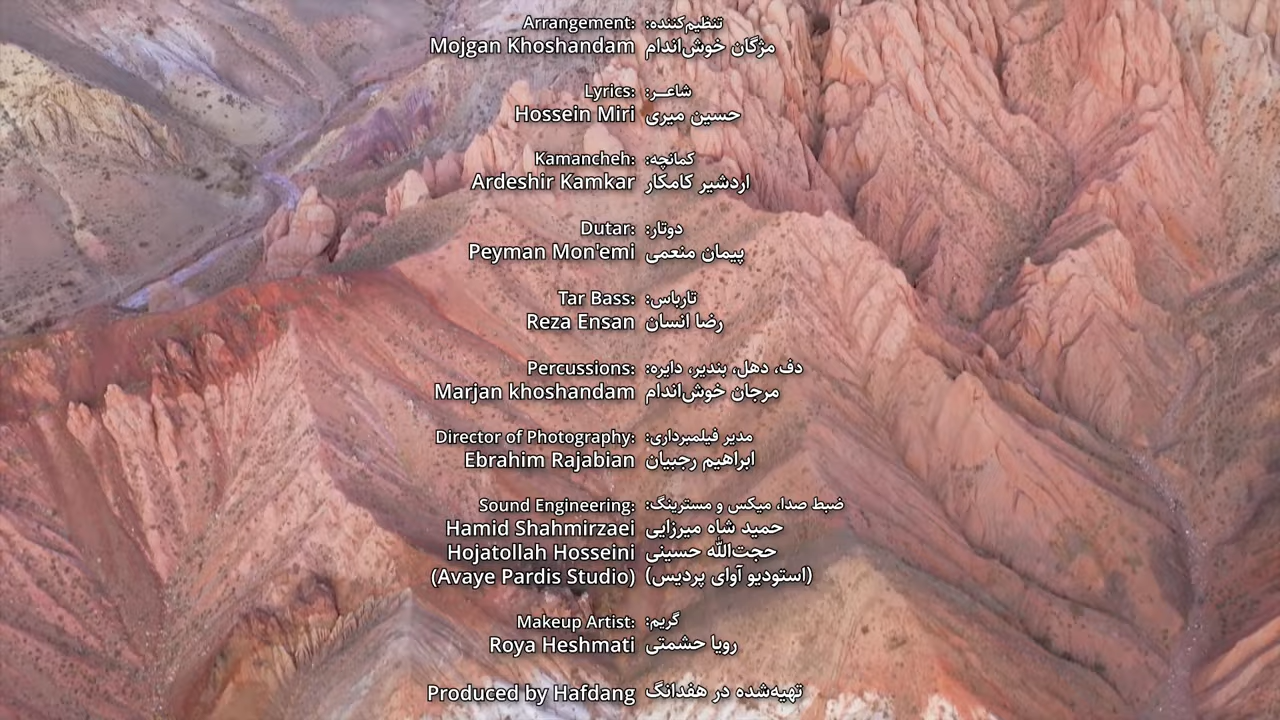 Arrangement: تنظیم‌کننده:
Mojgan Khoshandam مژگان خوش‌اندام
Lyrics: شاعـــر:
Hossein Miri حسین میری
Kamancheh: کمانچه:
Ardeshir Kamkar اردشیر کامکار
Dutar: دوتار:
Peyman Mon'emi پیمان منعمی
Tar Bass: تارباس:
Reza Ensan رضا انسان
Percussions: دف، دهل، بندیر، دایره:
Marjan khoshandam مرجان خوش‌اندام
Director of Photography: مدیر فیلمبرداری:
Ebrahim Rajabian ابراهیم رجبیان
Sound Engineering: ضبط صدا، میکس و مسترینگ:
Hamid Shahmirzaei حمید شاه میرزایی
Hojatollah Hosseini حجت‌الله حسینی
(Avaye Pardis Studio) (استودیو آوای پردیس)
Makeup Artist: گریم:
Roya Heshmati رویا حشمتی
Produced by Hafdang تهیه‌شده در هفدانگ